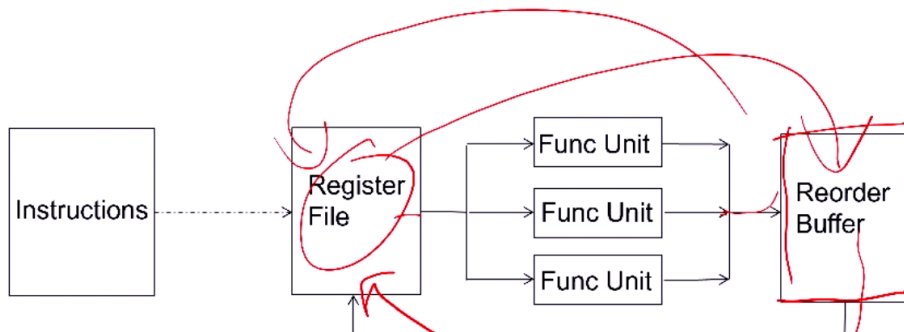 Instructions
Register
File
Func Unit
Func Unit
Func Unit
Reorder
Buffer